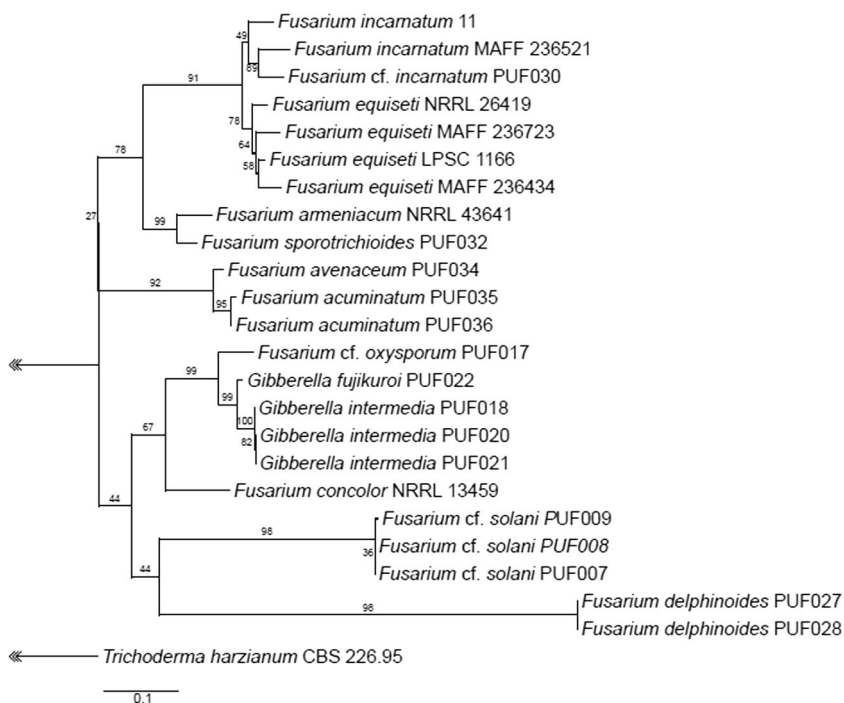 Fusarium incarnatum 11
49
Fusarium incarnatum MAFF 236521
89
Fusarium cf. incarnatum PUF030
91
Fusarium equiseti NRRL 26419
78
Fusarium equiseti MAFF 236723
64
Fusarium equiseti LPSC 1166
58
Fusarium equiseti MAFF 236434
78
Fusarium armeniacum NRRL 43641
99
Fusarium sporotrichioides PUF032
27
Fusarium avenaceum PUF034
92
Fusarium acuminatum PUF035
95
Fusarium acuminatum PUF036
Fusarium cf. oxysporum PUF017
99
Gibberella fujikuroi PUF022
99
Gibberella intermedia PUF018
100
Gibberella intermedia PUF020
82
Gibberella intermedia PUF021
67
Fusarium concolor NRRL 13459
44
Fusarium cf. solani PUF009
98
Fusarium cf. solani PUF008
36
Fusarium cf. solani PUF007
44
Fusarium delphinoides PUF027
98
Fusarium delphinoides PUF028
Trichoderma harzianum CBS 226.95
0.1